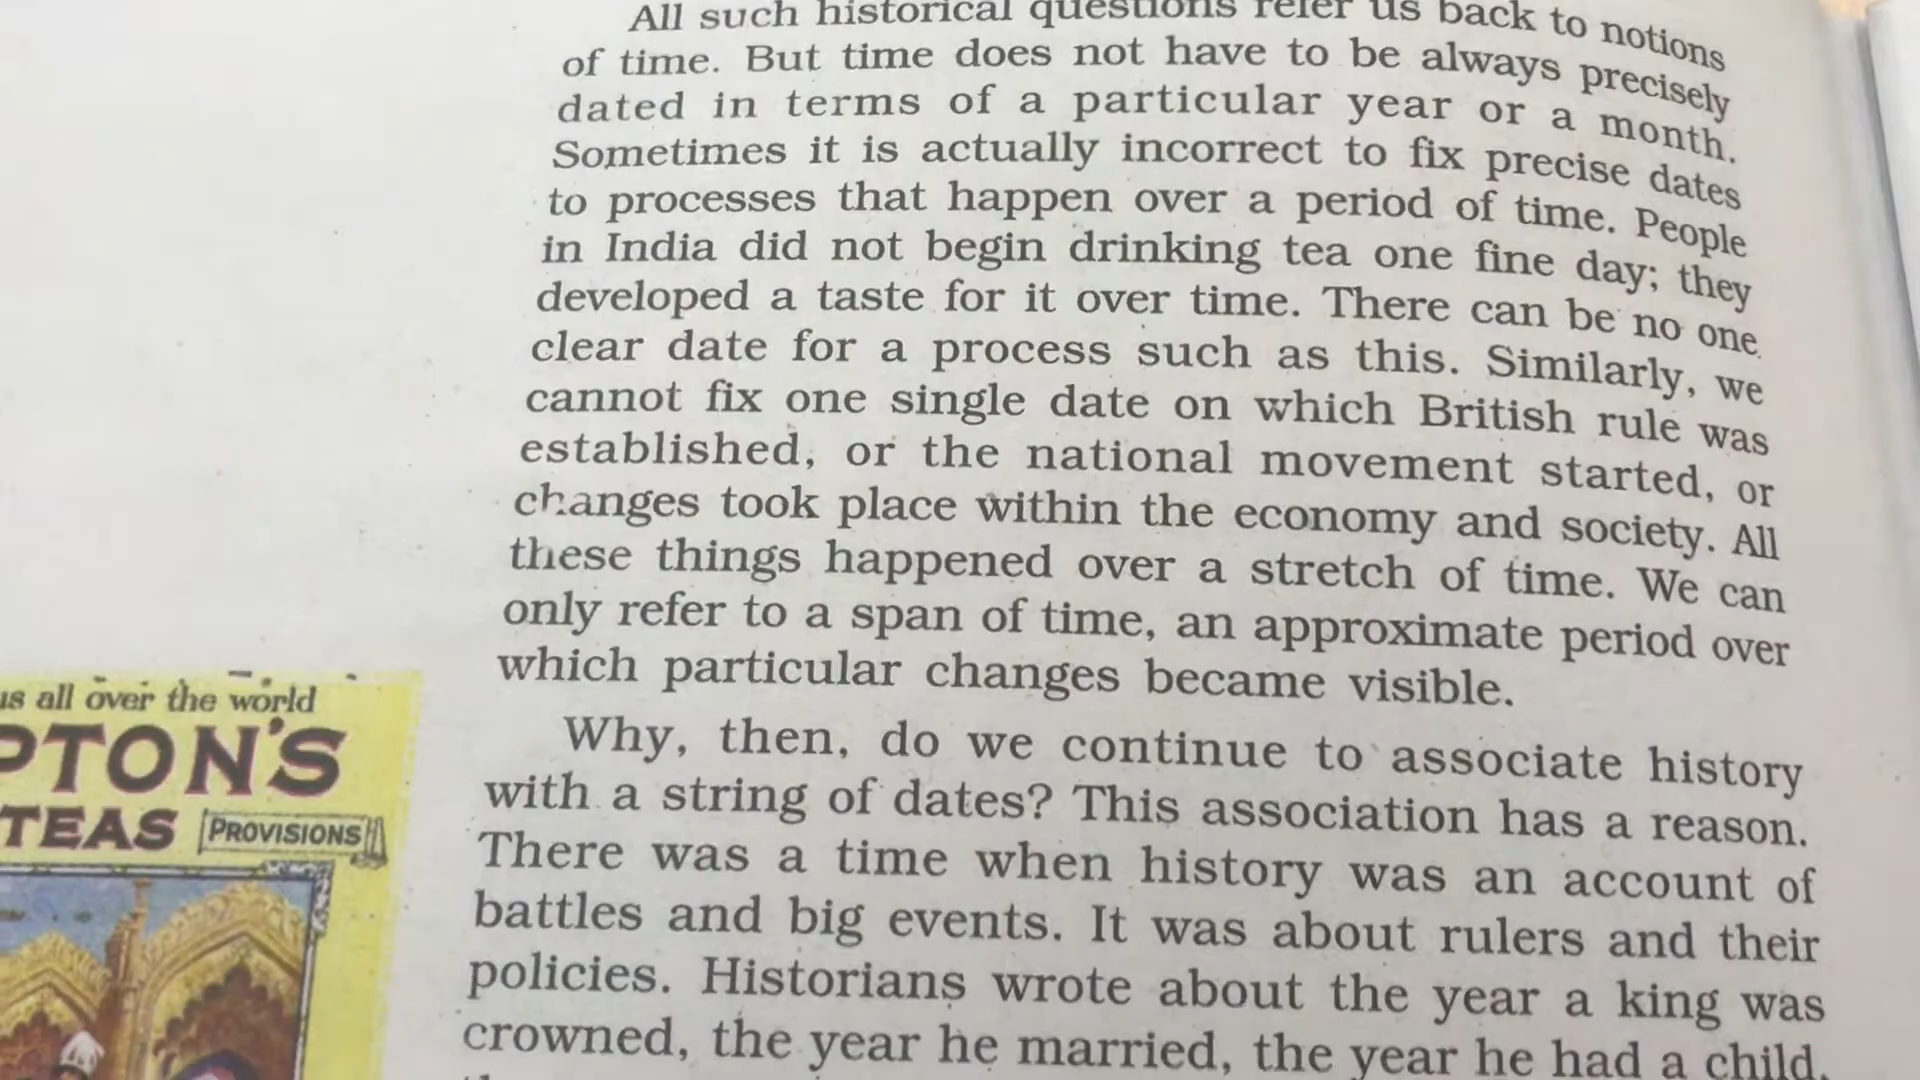 All such historical questions refer us back to notions
of time. But time does not have to be always precisely
dated in terms of a particular year or a month.
Sometimes it is actually incorrect to fix precise dates
to processes that happen over a period of time. People
in India did not begin drinking tea one fine day; they
developed a taste for it over time. There can be no one
clear date for a process such as this. Similarly, we
cannot fix one single date on which British rule was
established, or the national movement started, or
changes took place within the economy and society. All
these things happened over a stretch of time. We can
only refer to a span of time, an approximate period over
which particular changes became visible.
Why, then, do we continue to associate history
with a string of dates? This association has a reason.
There was a time when history was an account of
battles and big events. It was about rulers and their
policies. Historians wrote about the year a king was
crowned, the year he married, the year he had a child,
all over the world
PTON'S
TEAS PROVISIONS